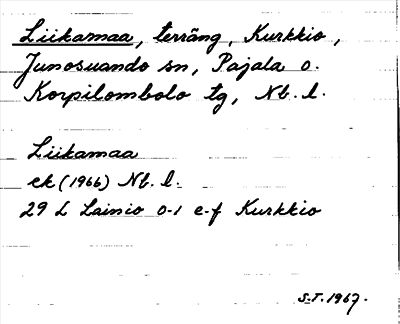 Liikamaa, terräng, Kurkkio,
Junosuando sn, Pajala o.
Korpilombolo tg, Nb. l.
Liikamaa
ek (1966) Nb. l.
29 L Lainio 0-1 e-f Kurkkio
S.T. 1967.